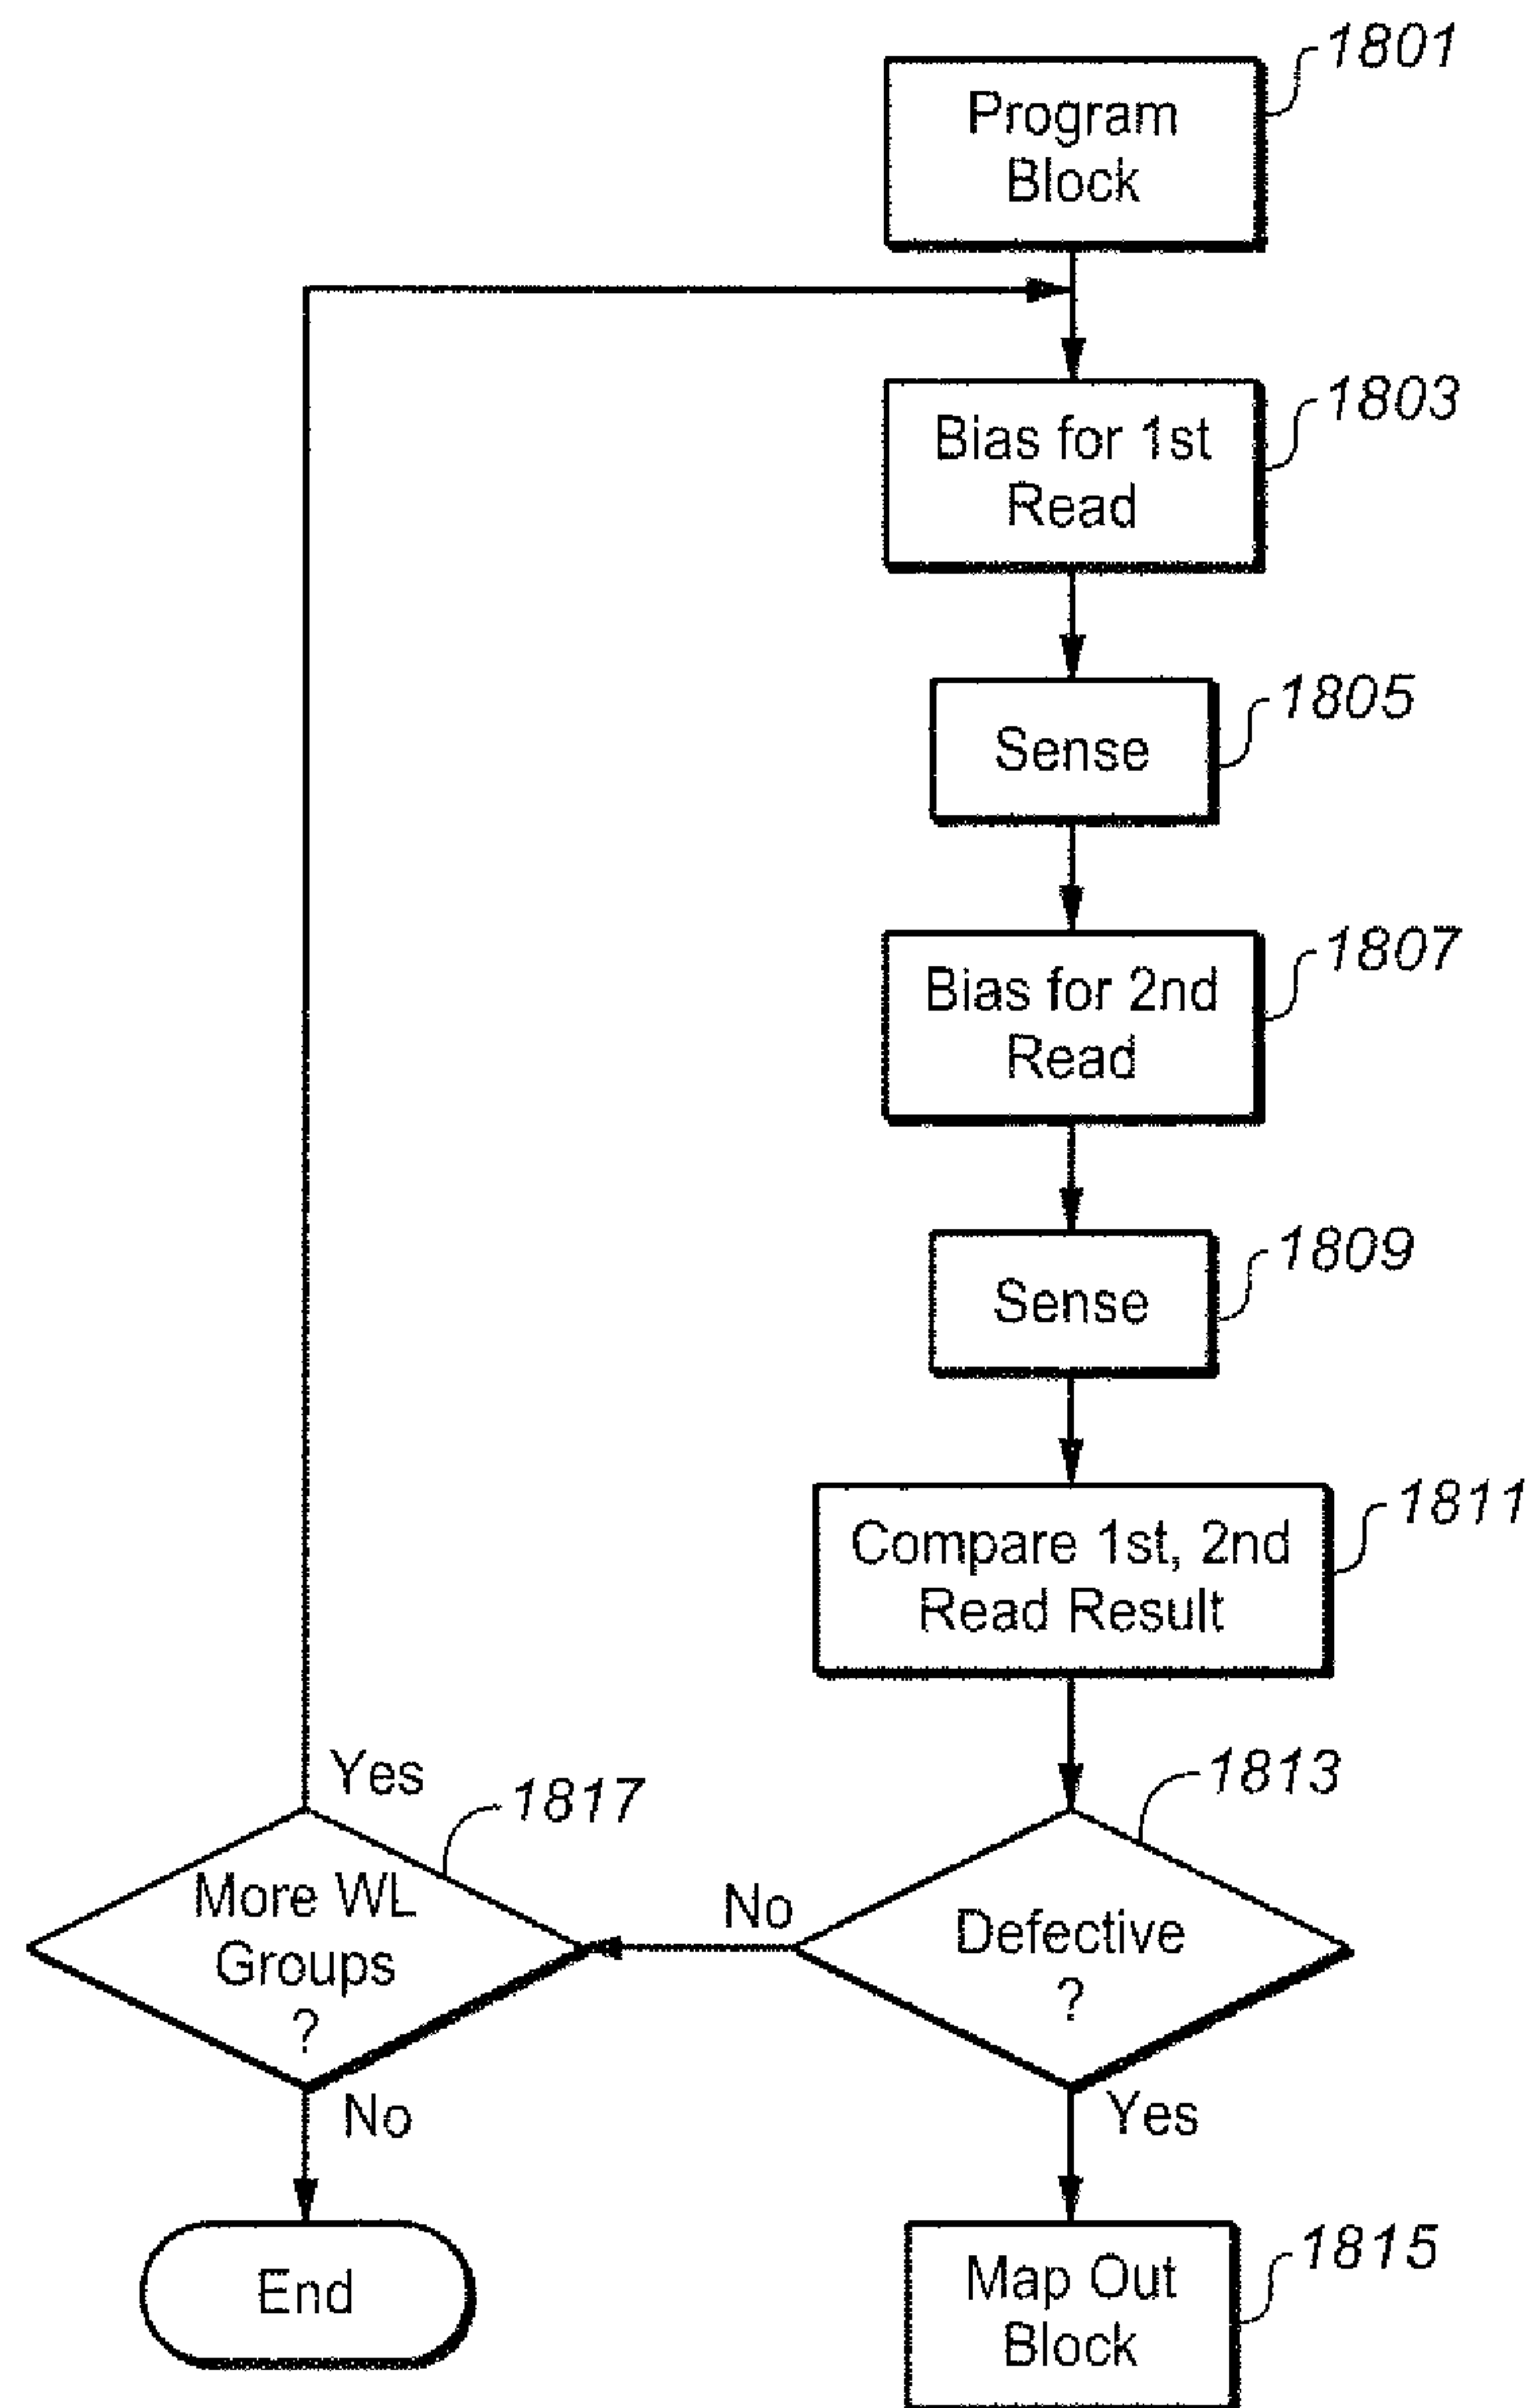 1801
Program
Block
1803
Bias for 1st
Read
1805
Sense
1807
Bias for 2nd
Read
1809
Sense
1811
Compare 1st, 2nd
Read Result
1813
Defective
?
No
Yes
1817
More WL
Groups
?
Yes
No
End
1815
Map Out
Block